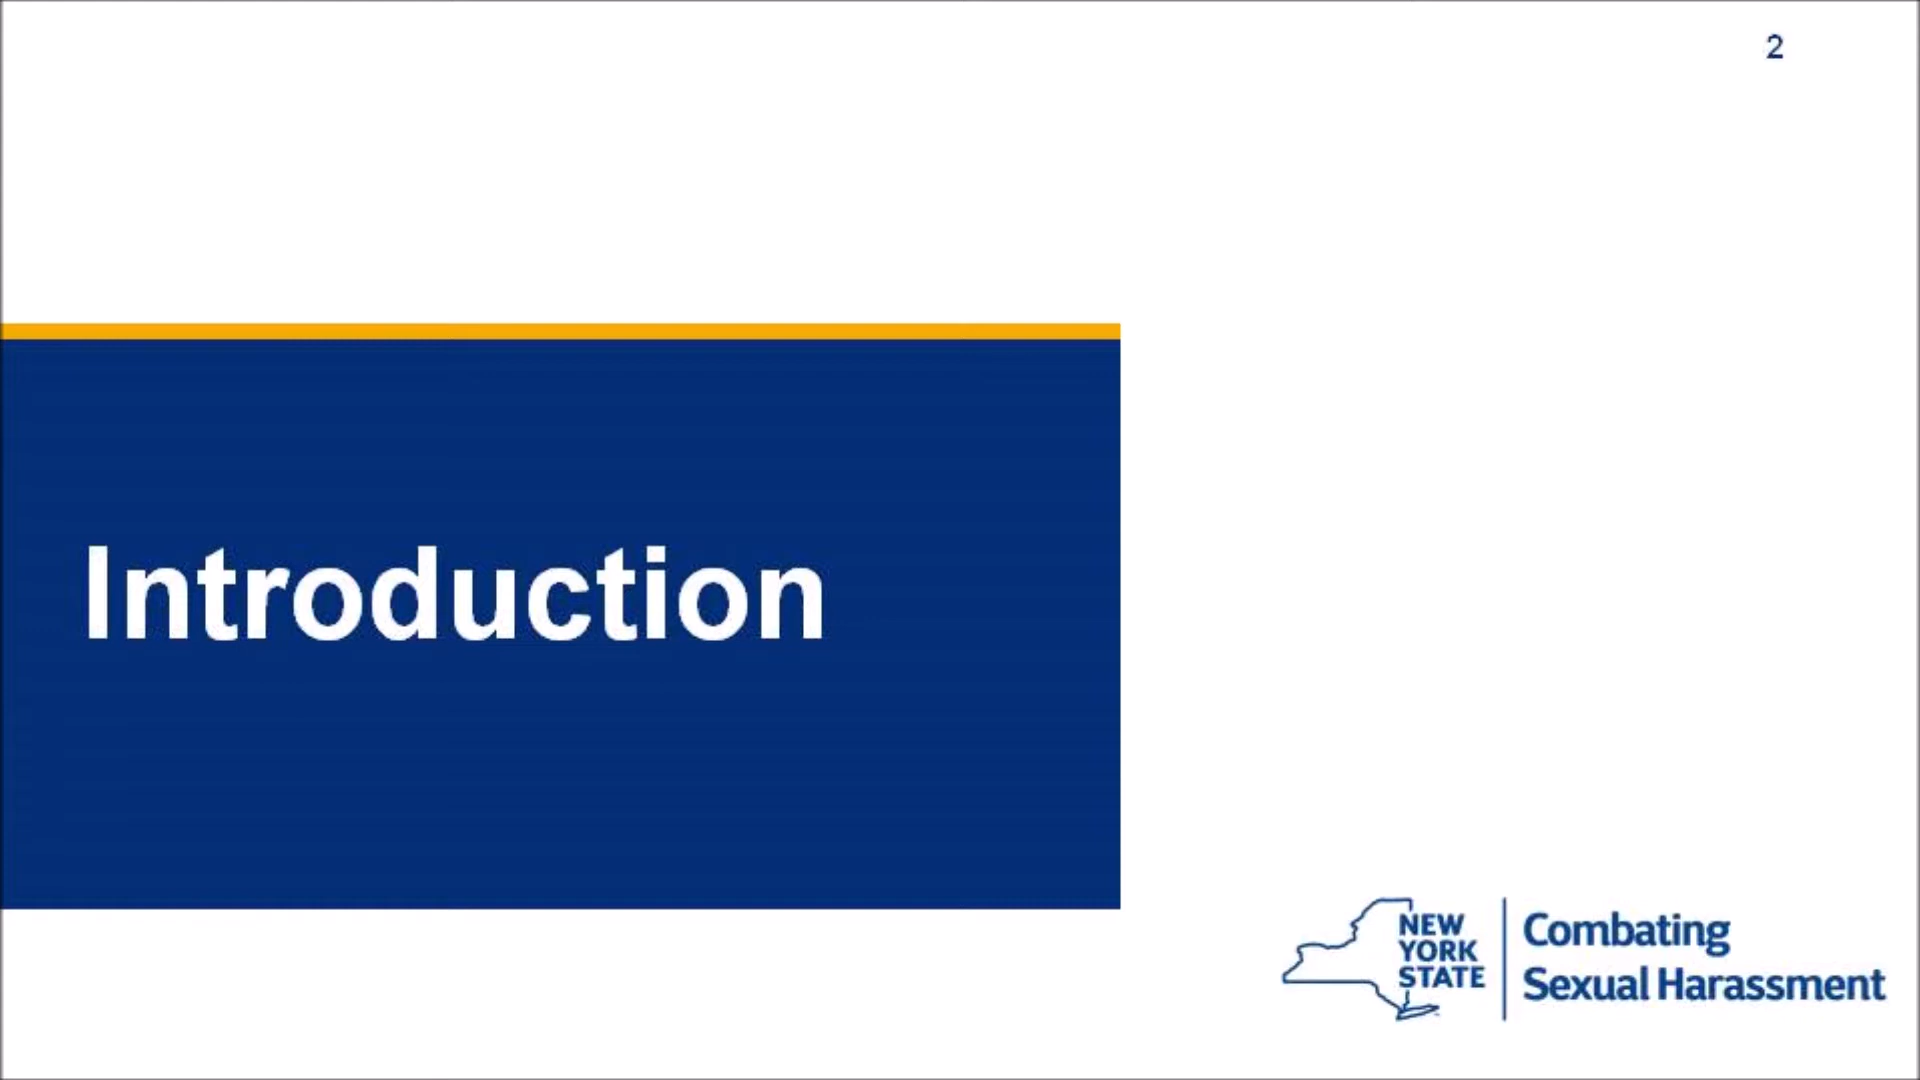 2
Introduction
NEW
YORK
STATE
Combating
Sexual Harassment